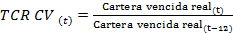 TCR CV (t) = Cartera vencida real(t) / Cartera vencida real(t−12)